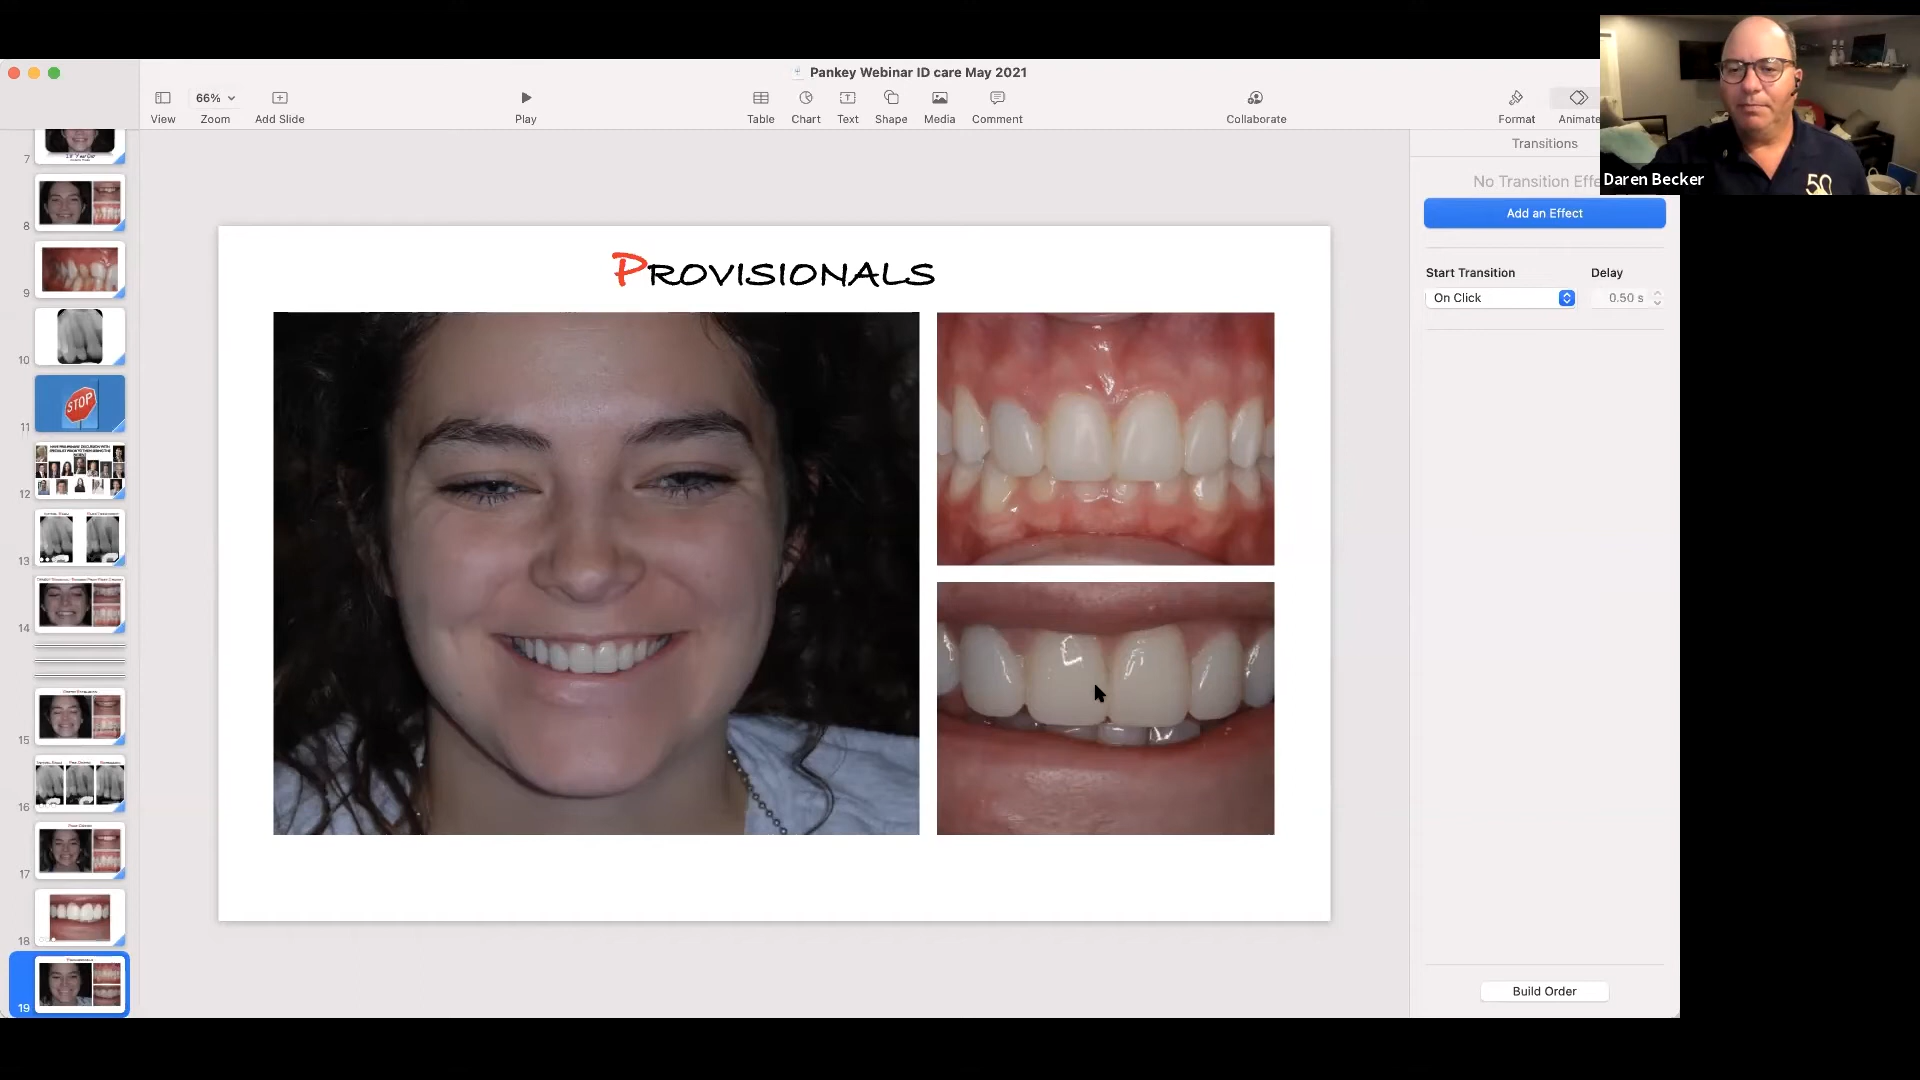 Pankey Webinar ID care May 2021
66%
View
Zoom
Add Slide
Play
Table
Chart
Text
Shape
Media
Comment
Collaborate
Format
Animate
Transitions
No Transition Effe
Add an Effect
Start Transition
Delay
On Click
0.50 s
Build Order
Daren Becker
50
PROVISIONALS
7
8
9
10
STOP
11
12
13
14
15
16
17
18
19